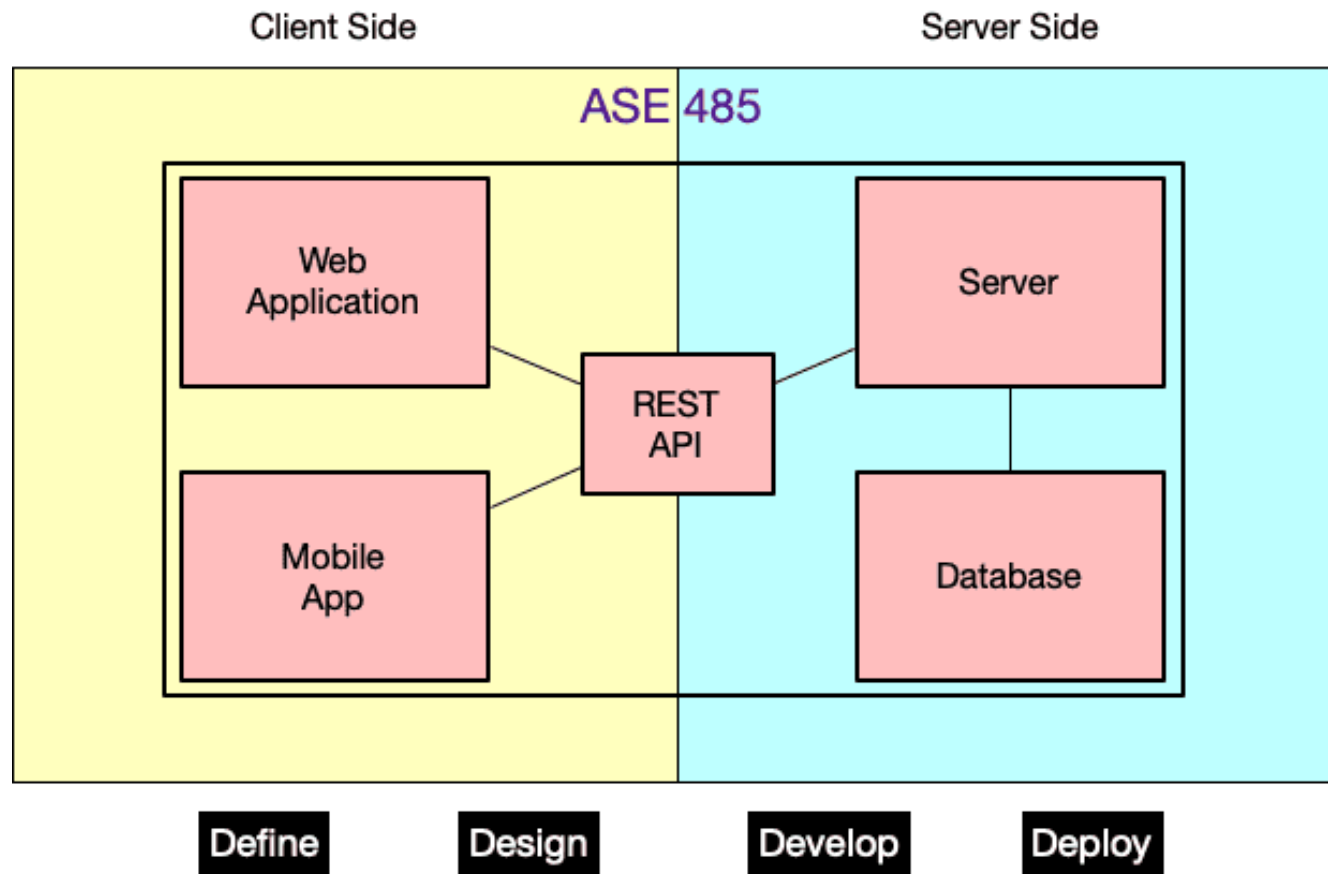 Client Side
Server Side
ASE 485
Web
Application
Server
REST
API
Mobile
App
Database
Define
Design
Develop
Deploy